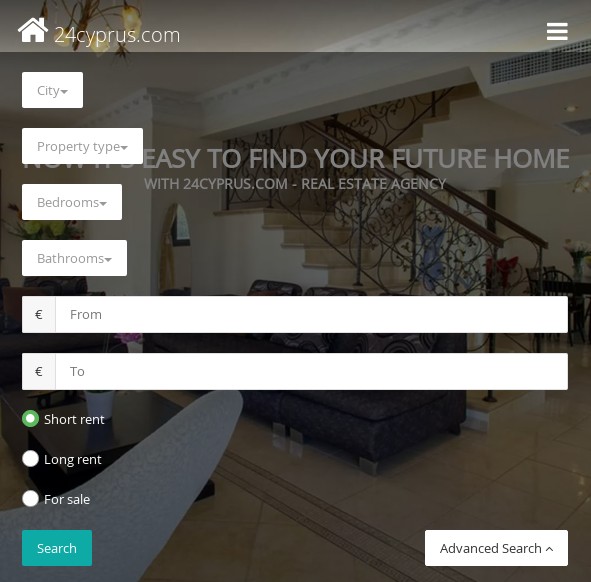 24cyprus.com
City
Property type
NOW IT'S EASY TO FIND YOUR FUTURE HOME
WITH 24CYPRUS.COM - REAL ESTATE AGENCY
Bedrooms
Bathrooms
€ From
€ To
Short rent
Long rent
For sale
Search
Advanced Search